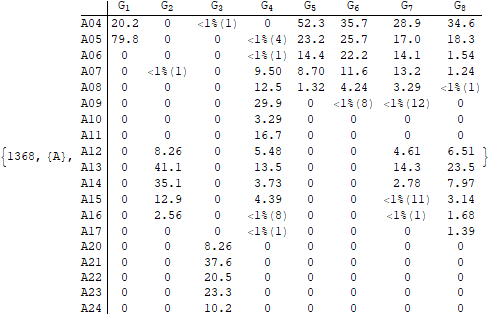 G1 G2 G3 G4 G5 G6 G7 G8
A04 20.2 0 <1%(1) 0 52.3 35.7 28.9 34.6
A05 79.8 0 0 <1%(4) 23.2 25.7 17.0 18.3
A06 0 0 0 <1%(1) 14.4 22.2 14.1 1.54
A07 0 <1%(1) 0 9.50 8.70 11.6 13.2 1.24
A08 0 0 0 12.5 1.32 4.24 3.29 <1%(1)
A09 0 0 0 29.9 0 <1%(8) <1%(12) 0
A10 0 0 0 3.29 0 0 0 0
A11 0 0 0 16.7 0 0 0 0
{1368, {A}, A12 0 8.26 0 5.48 0 0 4.61 6.51 }
A13 0 41.1 0 13.5 0 0 14.3 23.5
A14 0 35.1 0 3.73 0 0 2.78 7.97
A15 0 12.9 0 4.39 0 0 <1%(11) 3.14
A16 0 2.56 0 <1%(8) 0 0 <1%(1) 1.68
A17 0 0 0 <1%(1) 0 0 0 1.39
A20 0 0 8.26 0 0 0 0 0
A21 0 0 37.6 0 0 0 0 0
A22 0 0 20.5 0 0 0 0 0
A23 0 0 23.3 0 0 0 0 0
A24 0 0 10.2 0 0 0 0 0